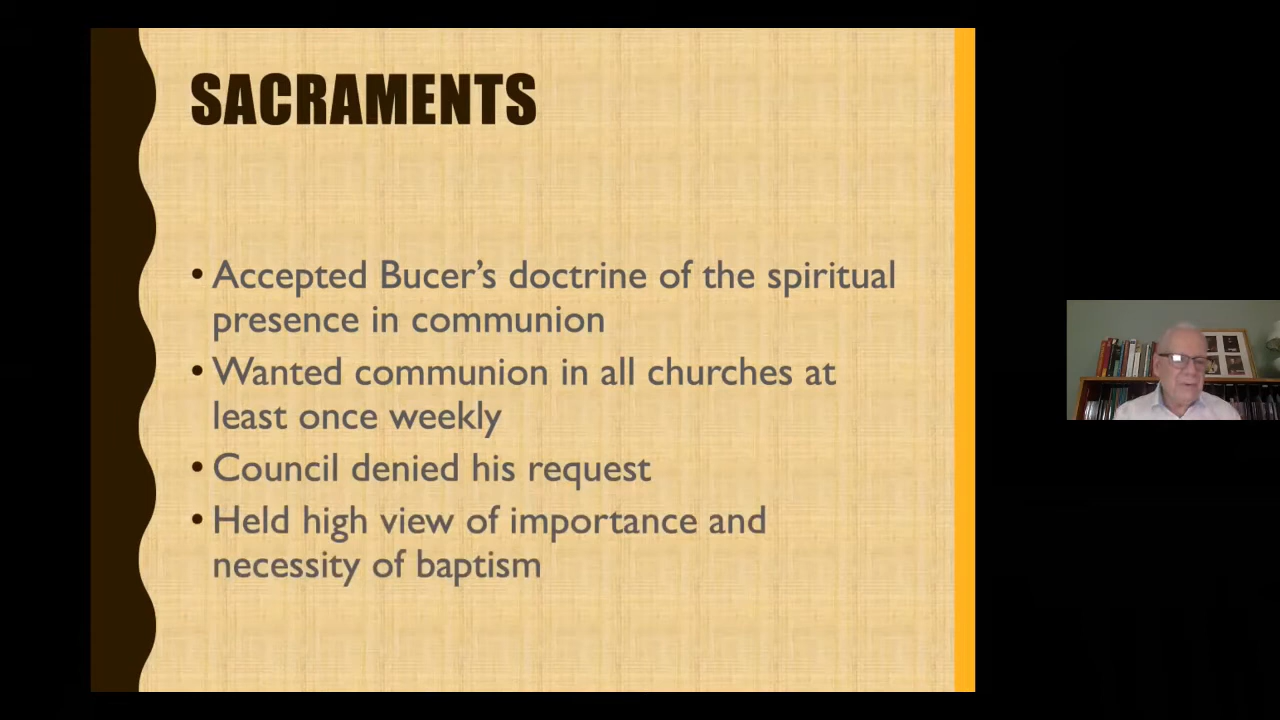 SACRAMENTS
• Accepted Bucer's doctrine of the spiritual
presence in communion
• Wanted communion in all churches at
least once weekly
• Council denied his request
• Held high view of importance and
necessity of baptism